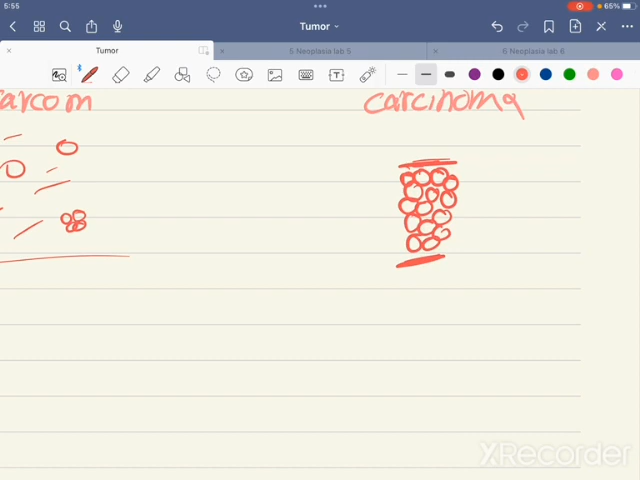 5:55
65%
Tumor
Tumor
5 Neoplasia lab 5
6 Neoplasia lab 6
arcom
carcinoma
XRecorder